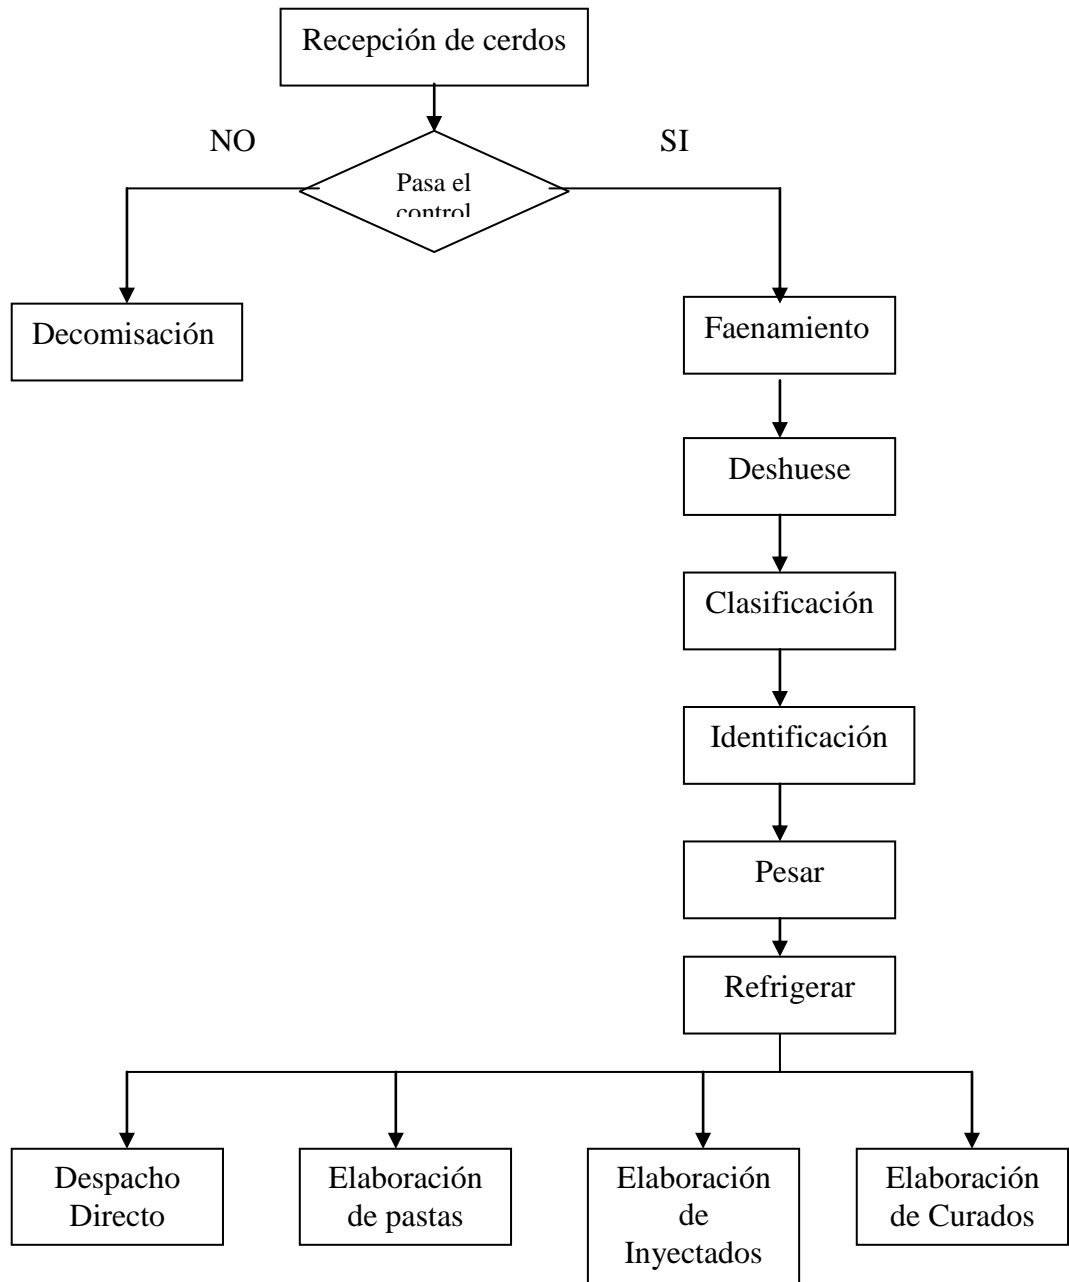 Recepción de cerdos
NO
SI
Pasa el
control
Decomisación
Faenamiento
Deshuese
Clasificación
Identificación
Pesar
Refrigerar
Despacho
Directo
Elaboración
de pastas
Elaboración
de
Inyectados
Elaboración
de Curados